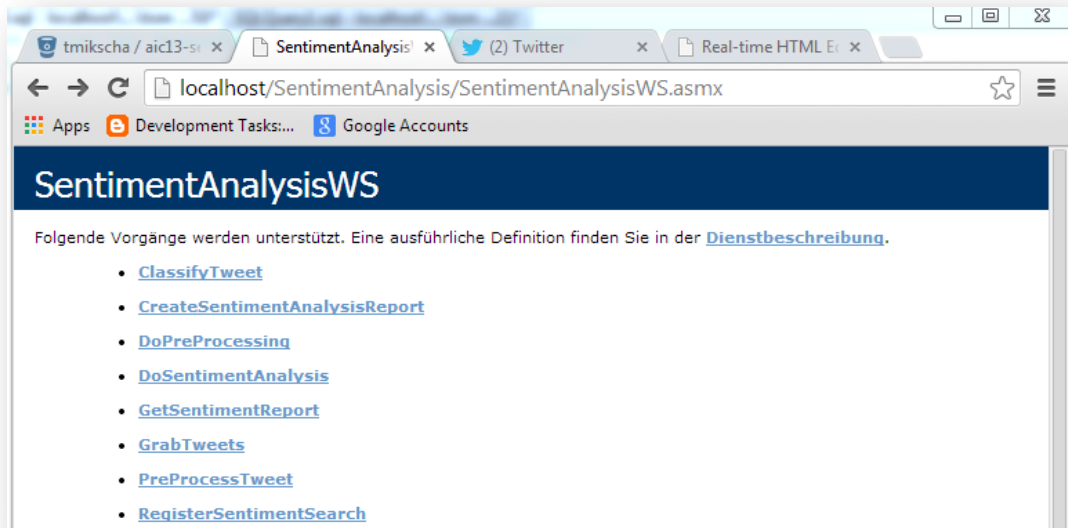 tmikscha / aic13-s
SentimentAnalysis
(2) Twitter
Real-time HTML Ed
localhost/SentimentAnalysis/SentimentAnalysisWS.asmx
Apps
Development Tasks:...
Google Accounts
SentimentAnalysisWS
Folgende Vorgänge werden unterstützt. Eine ausführliche Definition finden Sie in der Dienstbeschreibung.
• ClassifyTweet
• CreateSentimentAnalysisReport
• DoPreProcessing
• DoSentimentAnalysis
• GetSentimentReport
• GrabTweets
• PreProcessTweet
• RegisterSentimentSearch